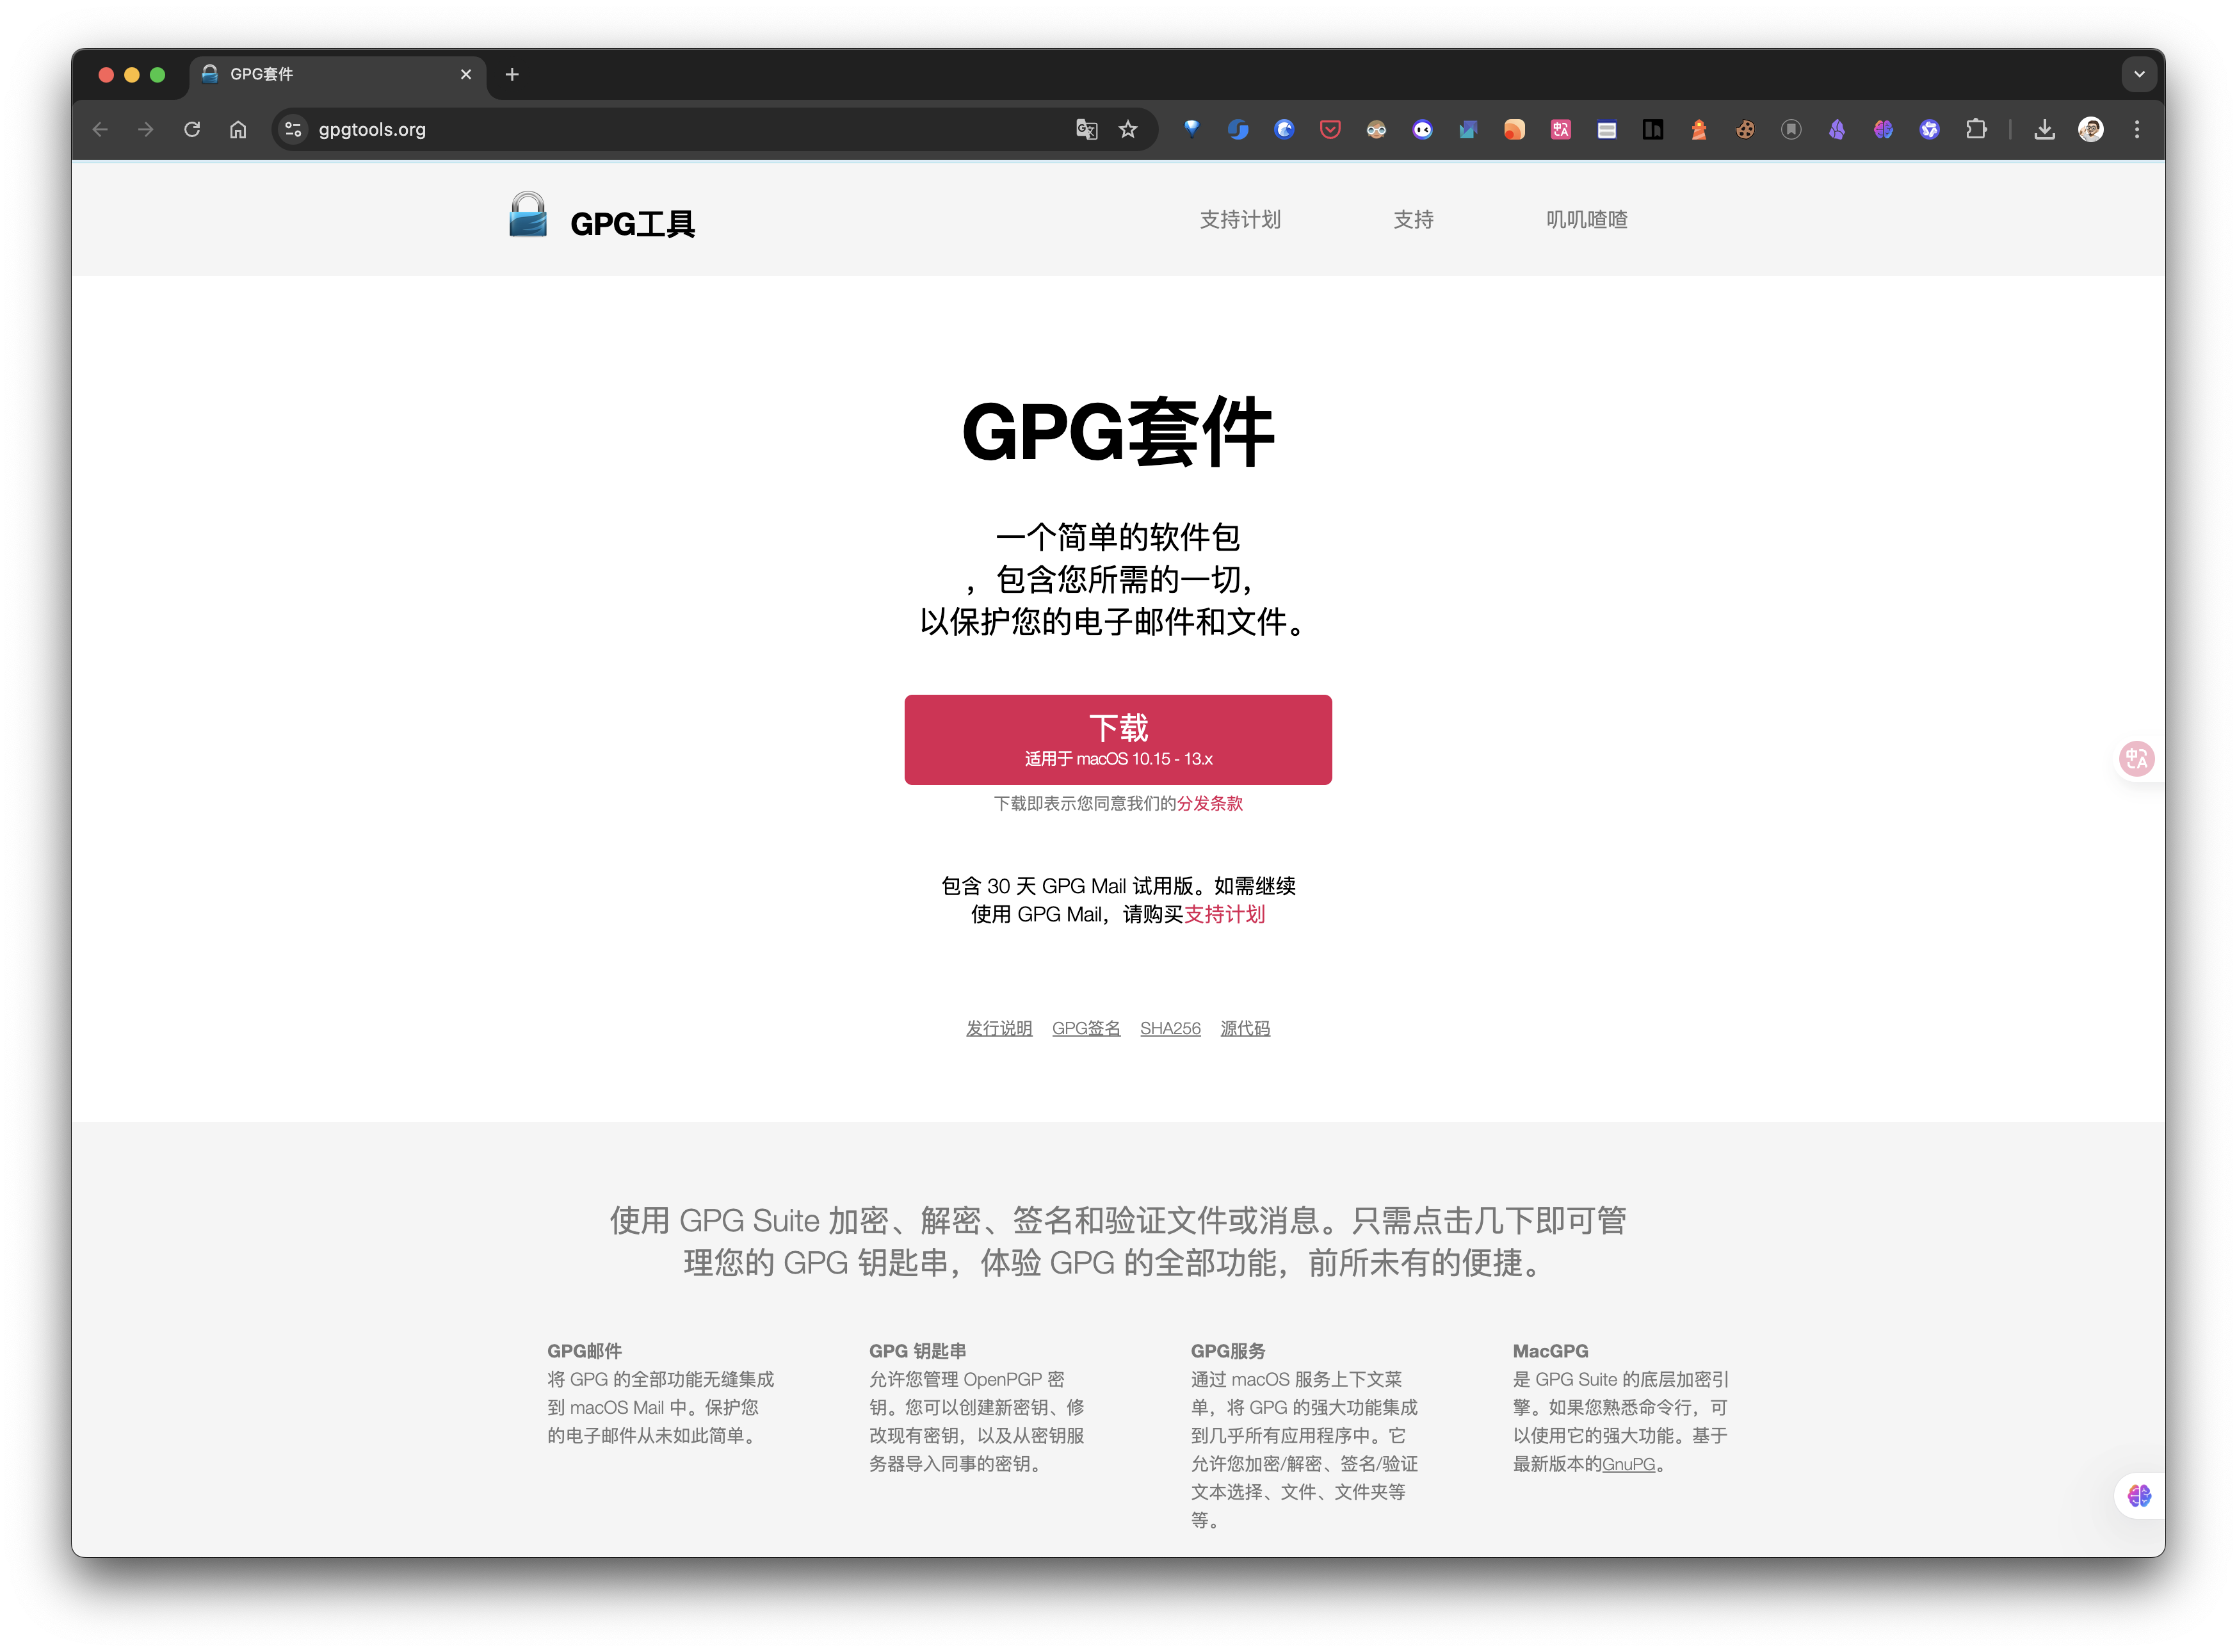 GPG套件
gpgtools.org
GPG工具
支持计划
支持
叽叽喳喳
GPG套件
一个简单的软件包
，包含您所需的一切，
以保护您的电子邮件和文件。
下载
适用于 macOS 10.15 - 13.x
下载即表示您同意我们的分发条款
包含 30 天 GPG Mail 试用版。如需继续
使用 GPG Mail，请购买支持计划
发行说明 GPG签名 SHA256 源代码
使用 GPG Suite 加密、解密、签名和验证文件或消息。只需点击几下即可管
理您的 GPG 钥匙串，体验 GPG 的全部功能，前所未有的便捷。
GPG邮件
将 GPG 的全部功能无缝集成
到 macOS Mail 中。保护您
的电子邮件从未如此简单。
GPG 钥匙串
允许您管理 OpenPGP 密
钥。您可以创建新密钥、修
改现有密钥，以及从密钥服
务器导入同事的密钥。
GPG服务
通过 macOS 服务上下文菜
单，将 GPG 的强大功能集成
到几乎所有应用程序中。它
允许您加密/解密、签名/验证
文本选择、文件、文件夹等
等。
MacGPG
是 GPG Suite 的底层加密引
擎。如果您熟悉命令行，可
以使用它的强大功能。基于
最新版本的GnuPG。